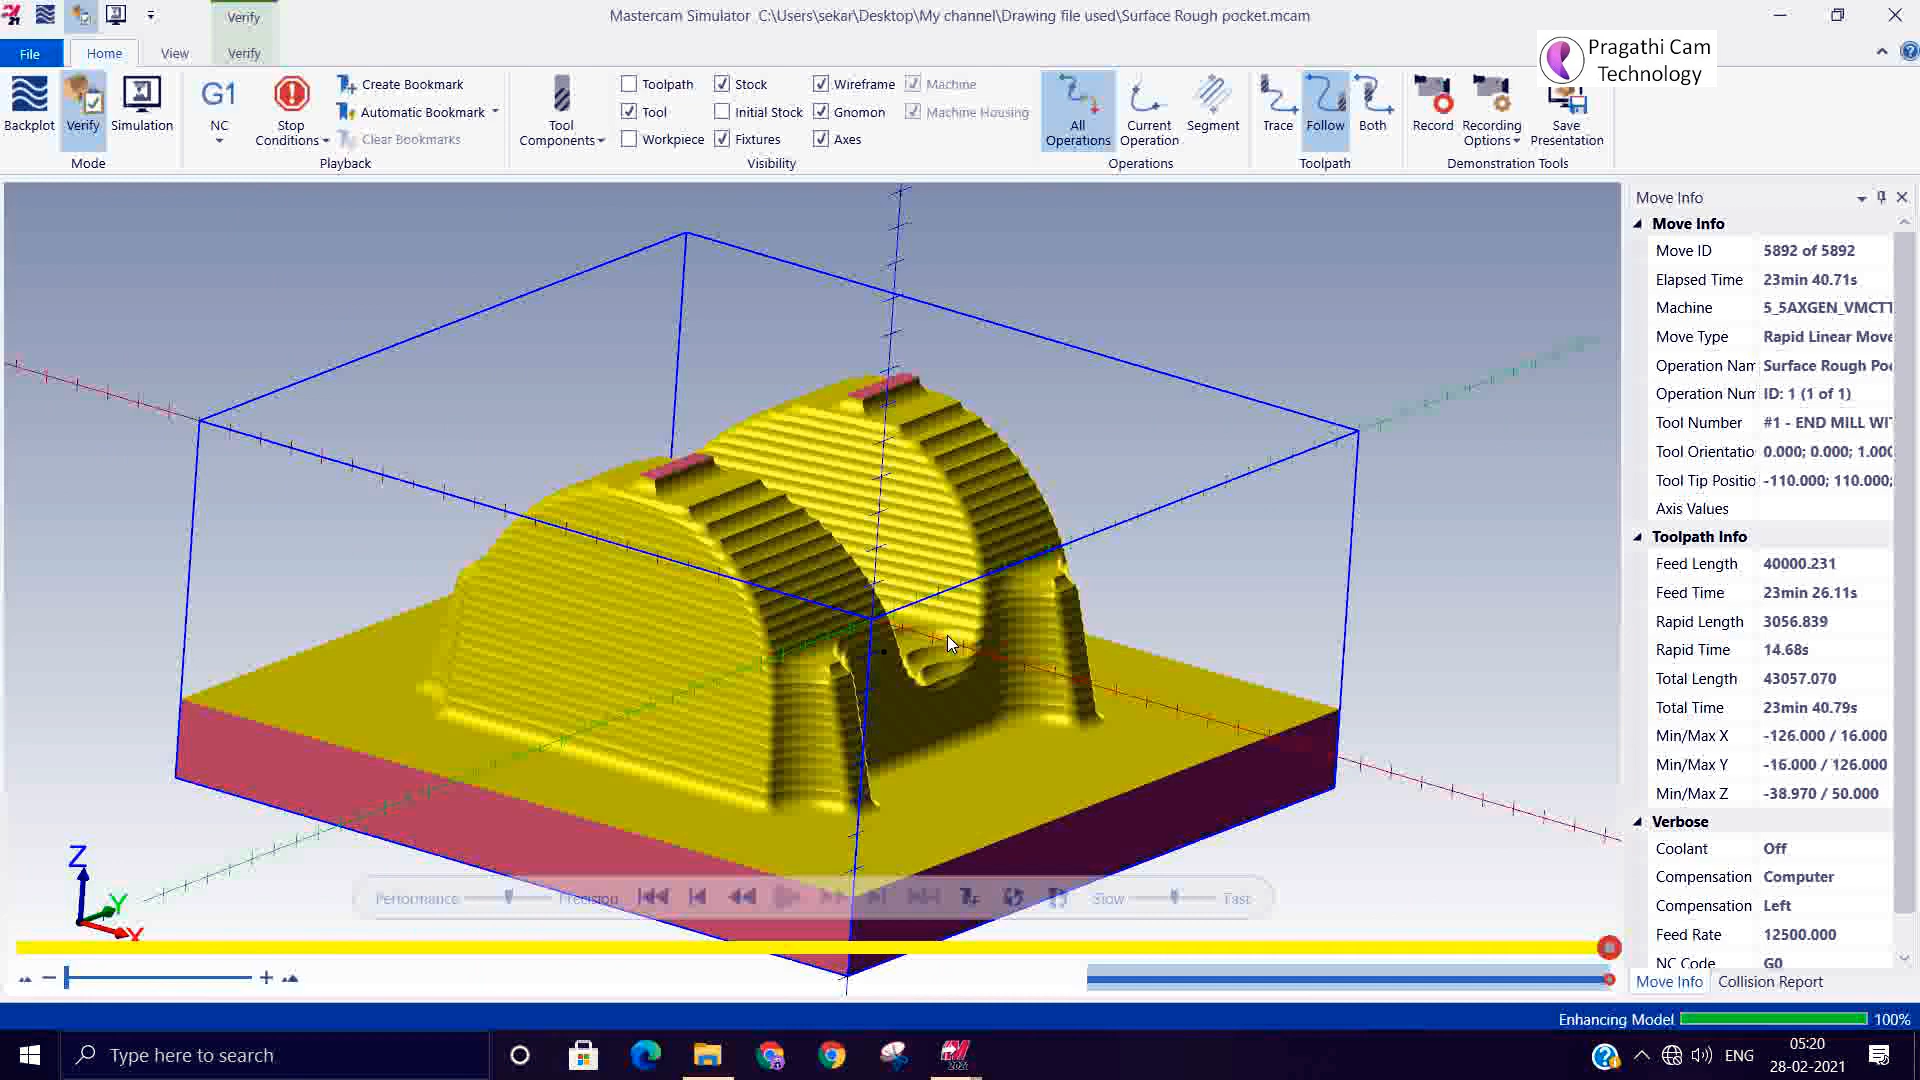 Verify
Mastercam Simulator C:\Users\sekar\Desktop\My channel\Drawing file used\Surface Rough pocket.mcam
File
Home
View
Verify
Pragathi Cam
Technology
Backplot
Verify
Simulation
Mode
G1
NC
Stop
Conditions
Create Bookmark
Automatic Bookmark
Clear Bookmarks
Playback
Tool
Components
Toolpath
Tool
Workpiece
Stock
Initial Stock
Fixtures
Wireframe
Gnomon
Axes
Machine
Machine Housing
Visibility
All
Operations
Current
Operation
Segment
Operations
Trace
Follow
Both
Toolpath
Record
Recording
Options
Save
Presentation
Demonstration Tools
Move Info
Move Info
Move ID 5892 of 5892
Elapsed Time 23min 40.71s
Machine 5_5AXGEN_VMCTT
Move Type Rapid Linear Move
Operation Nam Surface Rough Po
Operation Num ID: 1 (1 of 1)
Tool Number #1 - END MILL WI
Tool Orientatio 0.000; 0.000; 1.000
Tool Tip Positio -110.000; 110.000;
Axis Values
Toolpath Info
Feed Length 40000.231
Feed Time 23min 26.11s
Rapid Length 3056.839
Rapid Time 14.68s
Total Length 43057.070
Total Time 23min 40.79s
Min/Max X -126.000 / 16.000
Min/Max Y -16.000 / 126.000
Min/Max Z -38.970 / 50.000
Verbose
Coolant Off
Compensation Computer
Compensation Left
Feed Rate 12500.000
NC Code G0
Move Info Collision Report
Z
Y
X
Performance Precision
Slow Fast
Enhancing Model 100%
Type here to search
2021
ENG
05:20
28-02-2021